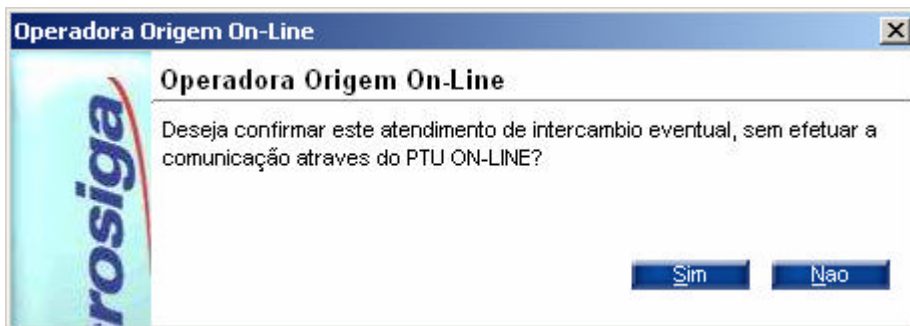 Operadora Origem On-Line
Operadora Origem On-Line
Deseja confirmar este atendimento de intercambio eventual, sem efetuar a
comunicação atraves do PTU ON-LINE?
Sim Nao
rosiga